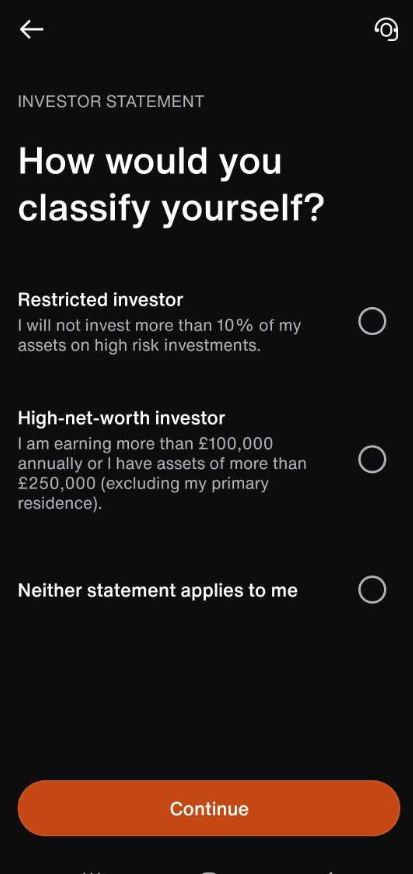 INVESTOR STATEMENT
How would you
classify yourself?
Restricted investor
I will not invest more than 10% of my
assets on high risk investments.
High-net-worth investor
I am earning more than £100,000
annually or I have assets of more than
£250,000 (excluding my primary
residence).
Neither statement applies to me
Continue